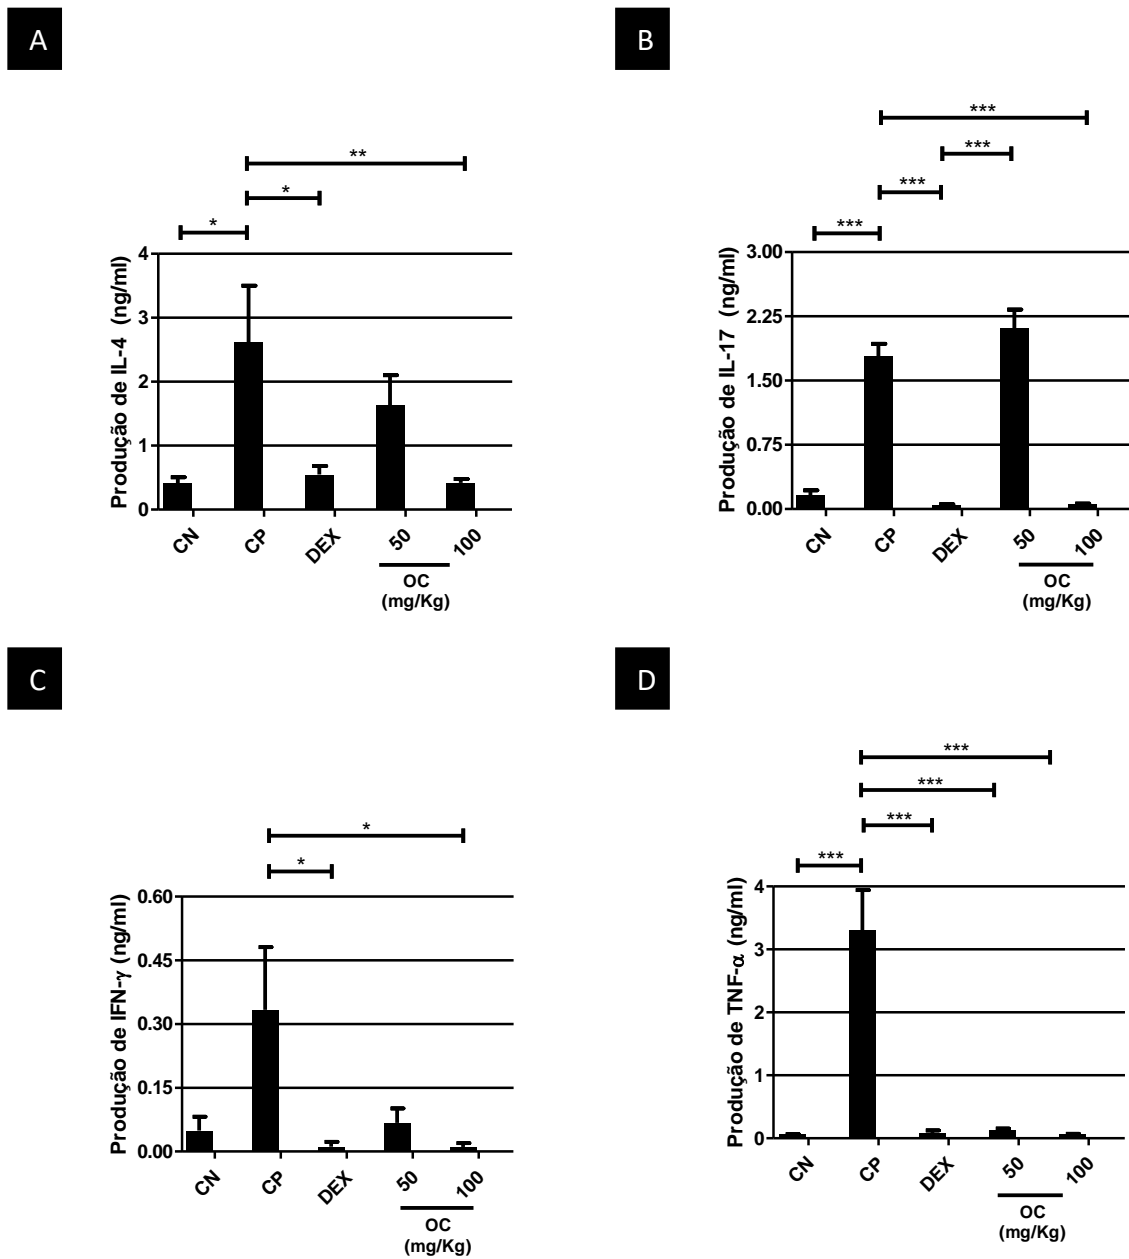 A
**
*
*
Produção de IL-4 (ng/ml)
4
3
2
1
0
CN
CP
DEX
50
100
OC
(mg/Kg)
B
***
***
***
***
Produção de IL-17 (ng/ml)
3.00
2.25
1.50
0.75
0.00
CN
CP
DEX
50
100
OC
(mg/Kg)
C
*
*
Produção de IFN-γ (ng/ml)
0.60
0.45
0.30
0.15
0.00
CN
CP
DEX
50
100
OC
(mg/Kg)
D
***
***
***
***
Produção de TNF-α (ng/ml)
4
3
2
1
0
CN
CP
DEX
50
100
OC
(mg/Kg)